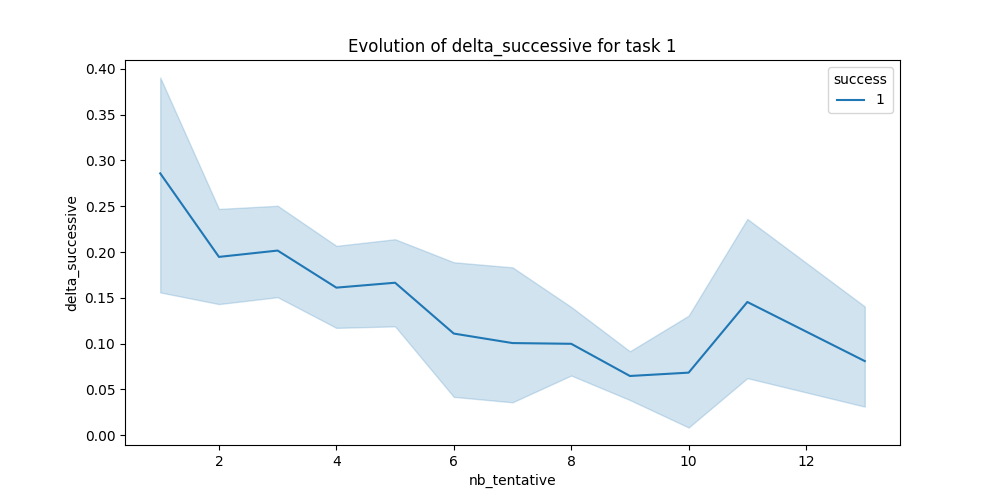 Evolution of delta_successive for task 1
success
1
delta_successive
0.40
0.35
0.30
0.25
0.20
0.15
0.10
0.05
0.00
2 4 6 8 10 12
nb_tentative